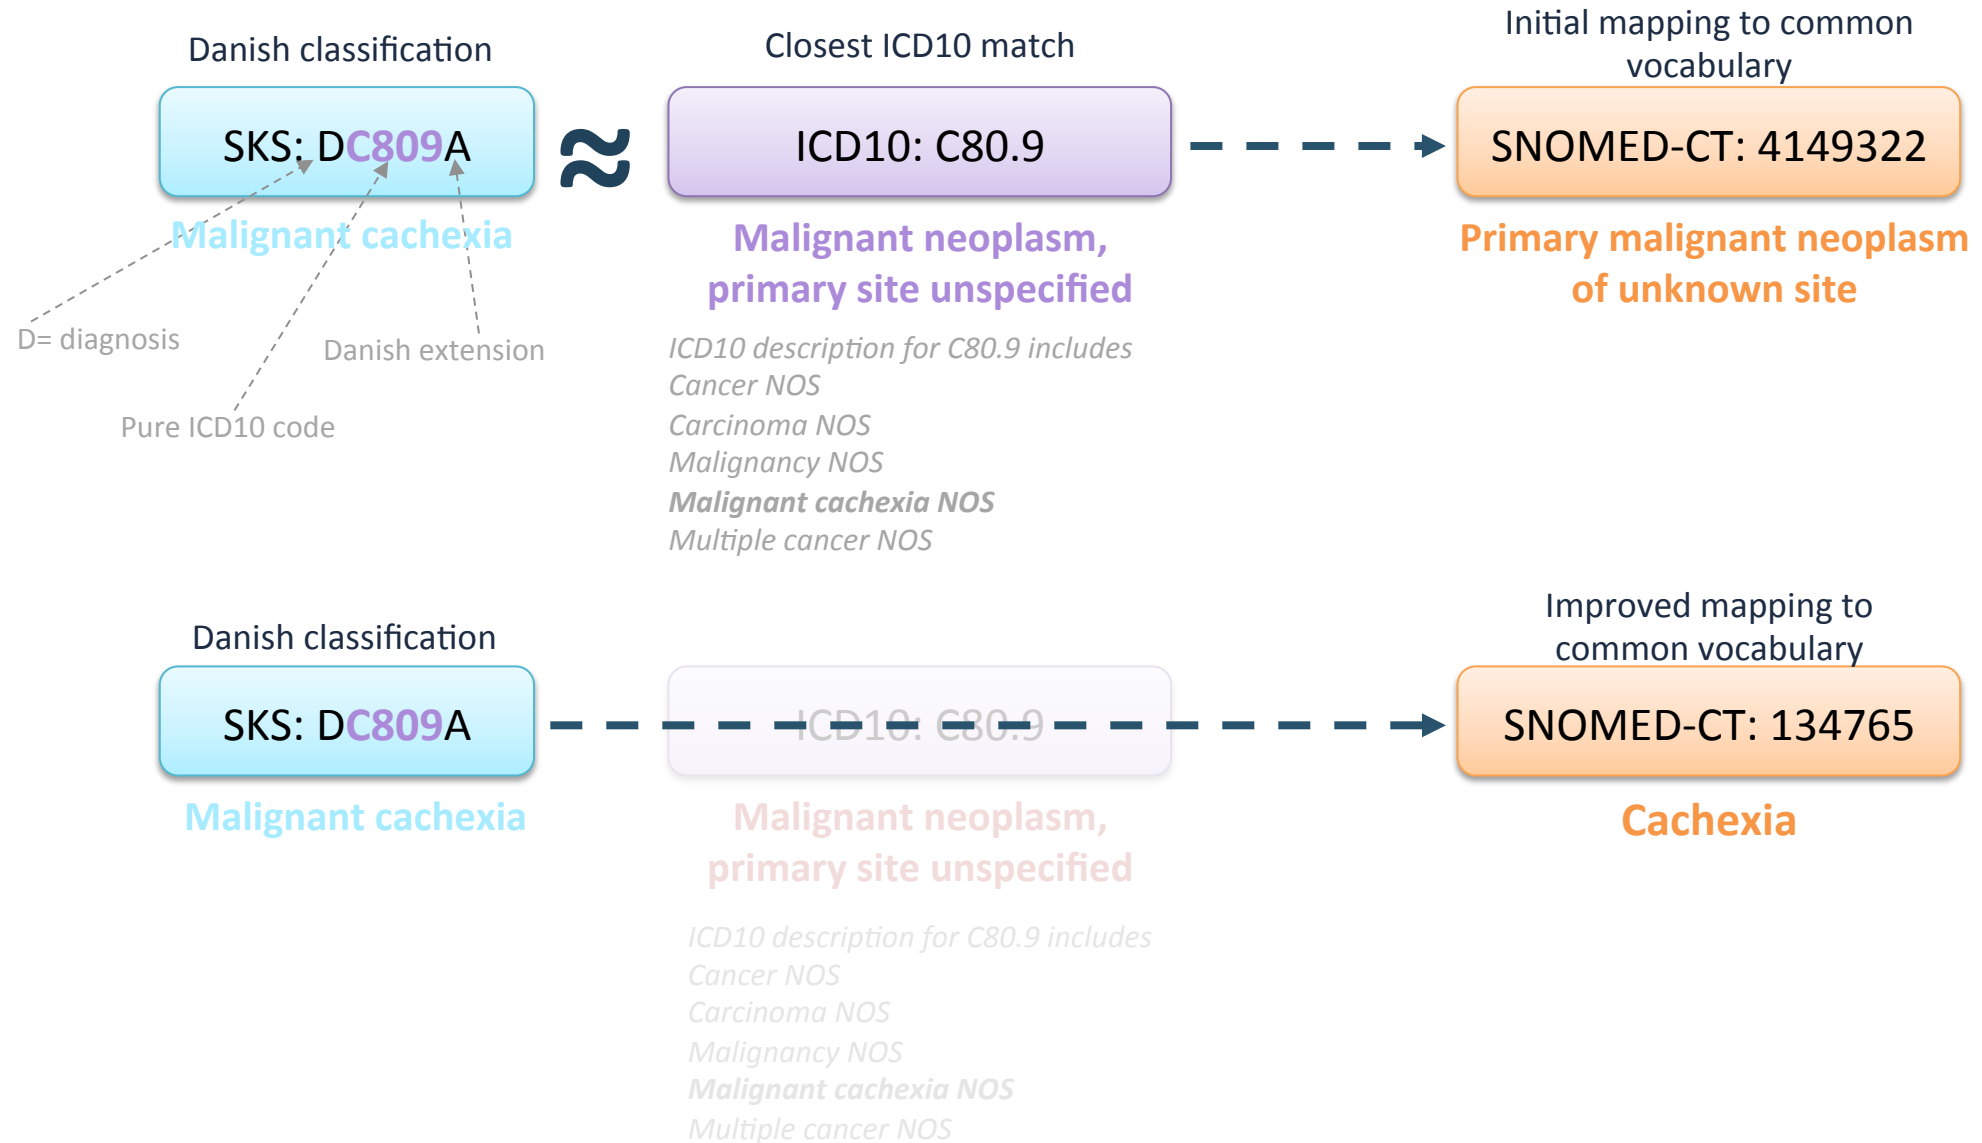 Danish classification
Closest ICD10 match
Initial mapping to common
vocabulary
SKS: DC809A
≈
ICD10: C80.9
SNOMED-CT: 4149322
Malignant cachexia
Malignant neoplasm,
primary site unspecified
Primary malignant neoplasm
of unknown site
D= diagnosis
Danish extension
Pure ICD10 code
ICD10 description for C80.9 includes
Cancer NOS
Carcinoma NOS
Malignancy NOS
Malignant cachexia NOS
Multiple cancer NOS
Danish classification
Improved mapping to
common vocabulary
SKS: DC809A
ICD10: C80.9
SNOMED-CT: 134765
Malignant cachexia
Malignant neoplasm,
primary site unspecified
Cachexia
ICD10 description for C80.9 includes
Cancer NOS
Carcinoma NOS
Malignancy NOS
Malignant cachexia NOS
Multiple cancer NOS